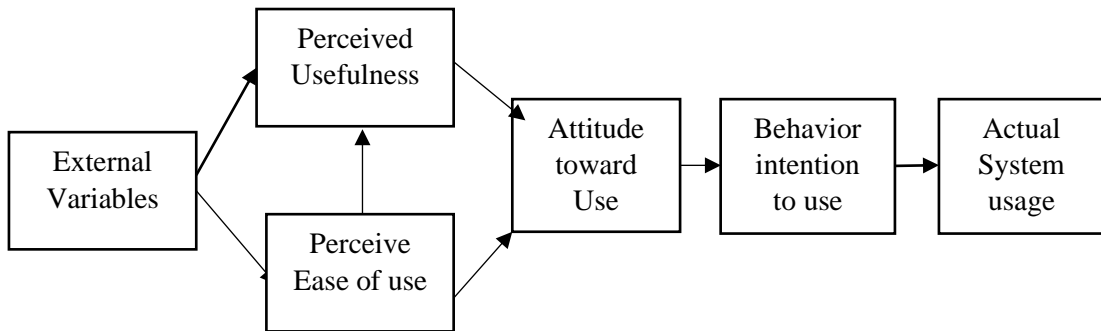 External
Variables
Perceived
Usefulness
Perceive
Ease of use
Attitude
toward
Use
Behavior
intention
to use
Actual
System
usage